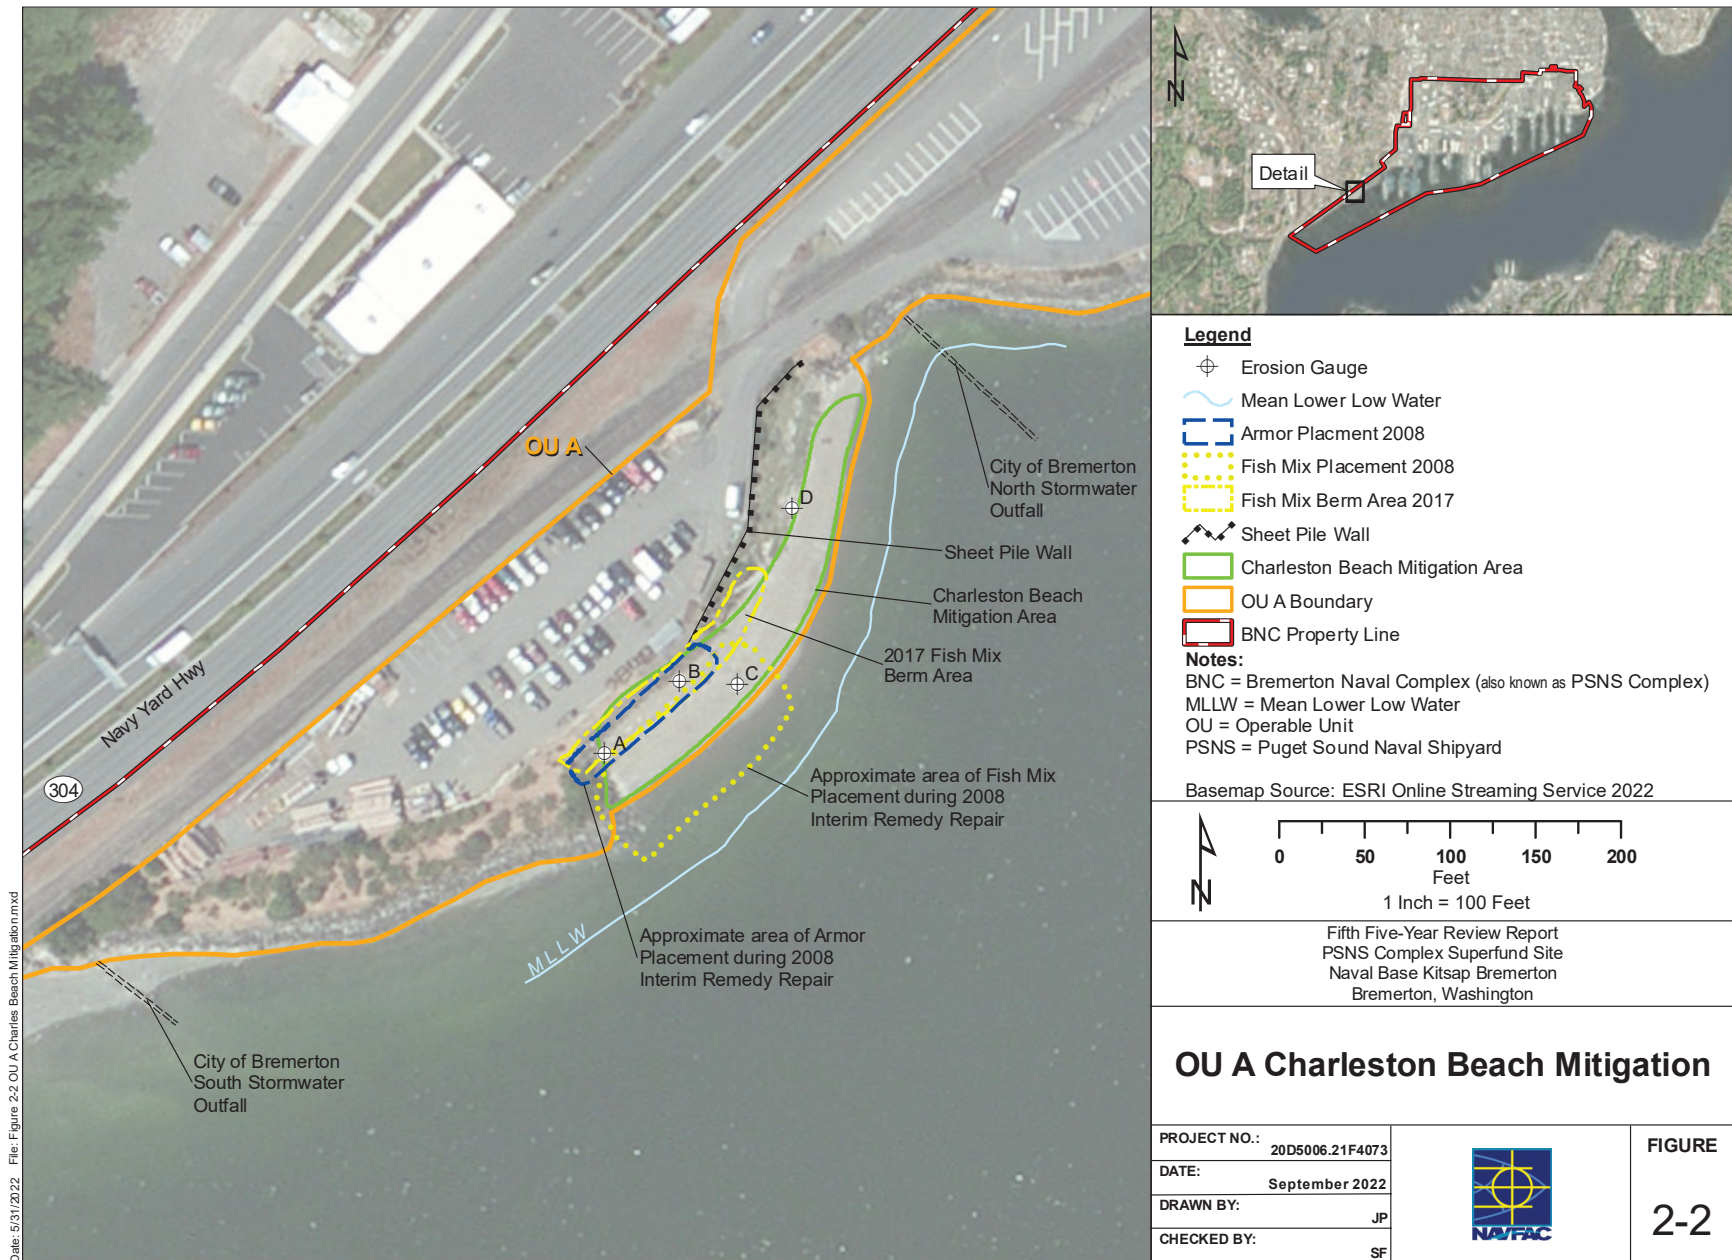 N
Detail
Legend
Erosion Gauge
Mean Lower Low Water
Armor Placment 2008
Fish Mix Placement 2008
Fish Mix Berm Area 2017
Sheet Pile Wall
Charleston Beach Mitigation Area
OU A Boundary
BNC Property Line
Notes:
BNC = Bremerton Naval Complex (also known as PSNS Complex)
MLLW = Mean Lower Low Water
OU = Operable Unit
PSNS = Puget Sound Naval Shipyard
Basemap Source: ESRI Online Streaming Service 2022
N
0 50 100 150 200
Feet
1 Inch = 100 Feet
Fifth Five-Year Review Report
PSNS Complex Superfund Site
Naval Base Kitsap Bremerton
Bremerton, Washington
OU A Charleston Beach Mitigation
PROJECT NO.:
20D5006.21F4073
DATE:
September 2022
DRAWN BY:
JP
CHECKED BY:
SF
NAVFAC
FIGURE
2-2
OU A
City of Bremerton
North Stormwater
Outfall
D
Sheet Pile Wall
Charleston Beach
Mitigation Area
2017 Fish Mix
Berm Area
B
C
A
Navy Yard Hwy
304
Approximate area of Fish Mix
Placement during 2008
Interim Remedy Repair
Approximate area of Armor
Placement during 2008
Interim Remedy Repair
MLLW
City of Bremerton
South Stormwater
Outfall
Date: 5/31/2022 File: Figure 2-2 OU A Charles Beach Mitigation.mxd